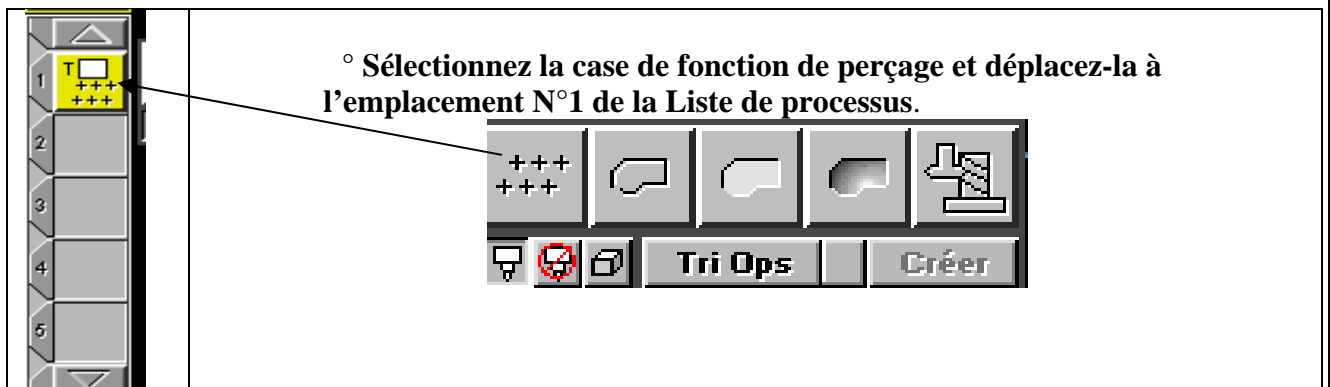 ° Sélectionnez la case de fonction de perçage et déplacez-la à
l’emplacement N°1 de la Liste de processus.
1
T
2
3
4
5
Tri Ops
Créer